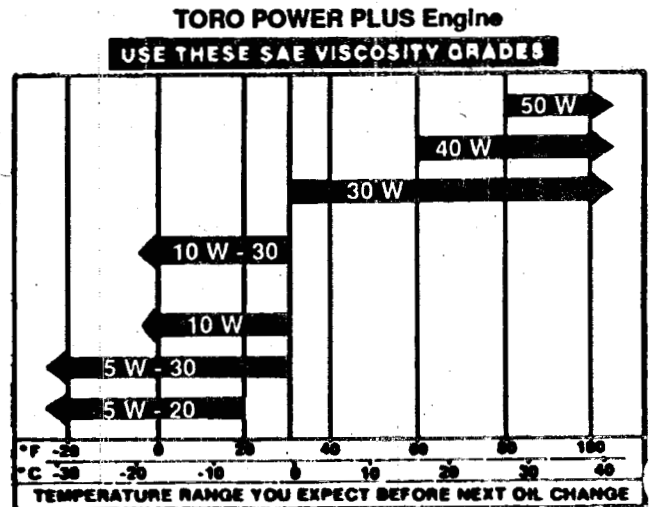 TORO POWER PLUS Engine
USE THESE SAE VISCOSITY GRADES
50 W
40 W
30 W
10 W - 30
10 W
5 W - 30
5 W - 20
°F -20 0 20 40 60 80 100
°C -30 -20 -10 0 10 20 30 40
TEMPERATURE RANGE YOU EXPECT BEFORE NEXT OIL CHANGE